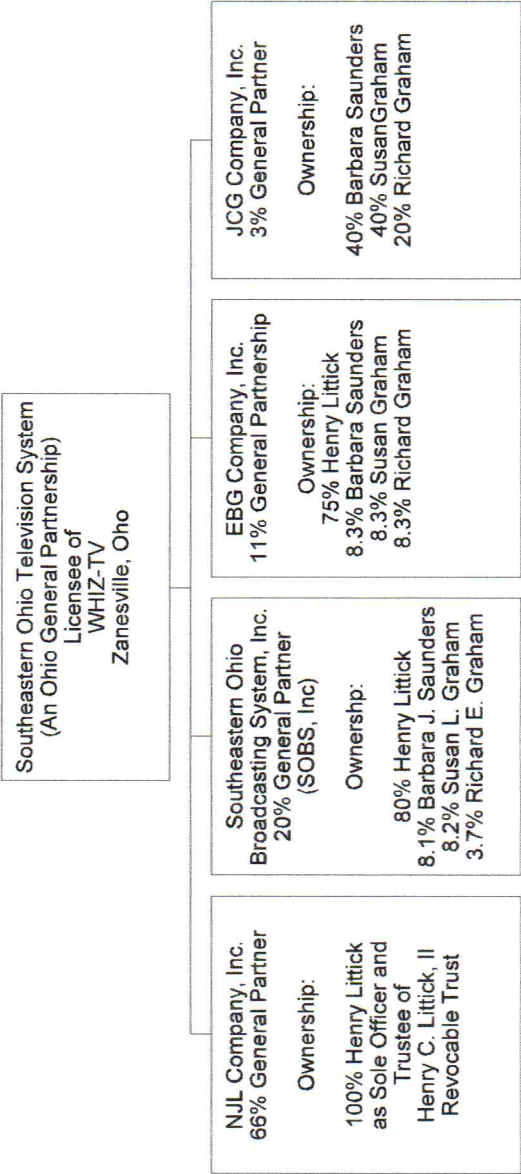 Southeastern Ohio Television System
(An Ohio General Partnership)
Licensee of
WHIZ-TV
Zanesville, Oho
NJL Company, Inc.
66% General Partner
Ownership:
100% Henry Littick
as Sole Officer and
Trustee of
Henry C. Littick, II
Revocable Trust
Southeastern Ohio
Broadcasting System, Inc.
20% General Partner
(SOBS, Inc)
Ownershp:
80% Henry Littick
8.1% Barbara J. Saunders
8.2% Susan L. Graham
3.7% Richard E. Graham
EBG Company, Inc.
11% General Partnership
Ownership:
75% Henry Littick
8.3% Barbara Saunders
8.3% Susan Graham
8.3% Richard Graham
JCG Company, Inc.
3% General Partner
Ownership:
40% Barbara Saunders
40% SusanGraham
20% Richard Graham